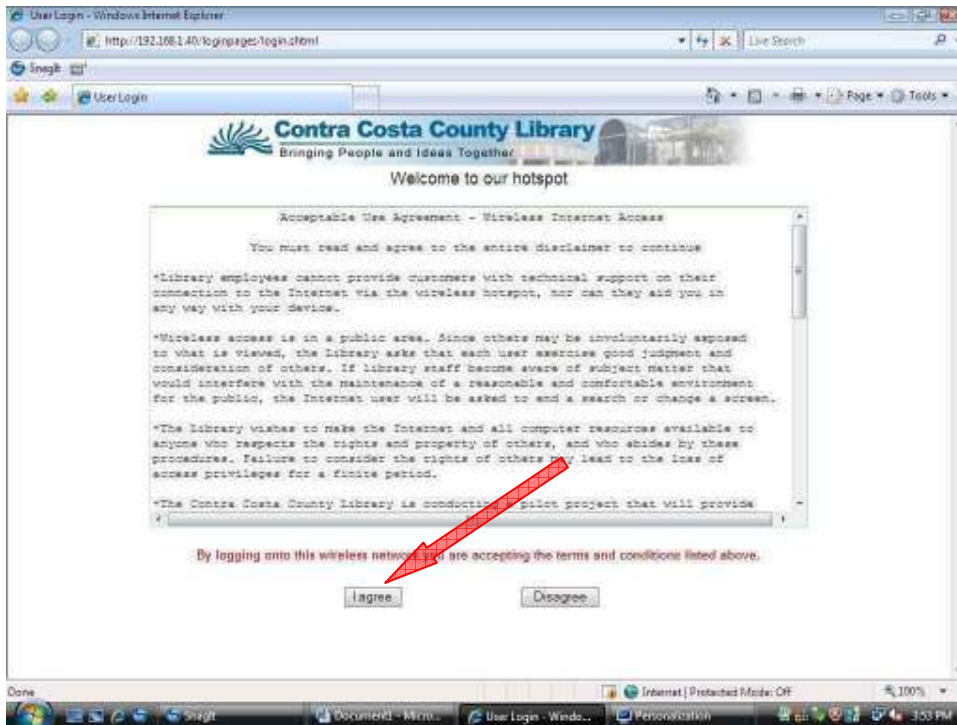 User Login - Windows Internet Explorer
http://192.168.1.40/loginpages/login.shtml
Live Search
SnagIt
User Login
Page
Tools
Contra Costa County Library
Bringing People and Ideas Together
Welcome to our hotspot
Acceptable Use Agreement - Wireless Internet Access
You must read and agree to the entire disclaimer to continue
*Library employees cannot provide customers with technical support on their
connection to the Internet via the wireless hotspot, nor can they aid you in
any way with your device.
*Wireless access is in a public area. Since others may be involuntarily exposed
to what is viewed, the Library asks that each user exercise good judgment and
consideration of others. If library staff become aware of subject matter that
would interfere with the maintenance of a reasonable and comfortable environment
for the public, the Internet user will be asked to end a search or change a screen.
*The Library wishes to make the Internet and all computer resources available to
anyone who respects the rights and property of others, and who abides by these
procedures. Failure to consider the rights of others may lead to the loss of
access privileges for a finite period.
*The Contra Costa County Library is conducting pilot project that will provide
By logging onto this wireless network you are accepting the terms and conditions listed above.
I agree
Disagree
Done
Internet | Protected Mode: Off
100%
SnagIt
Document1 - Micro...
User Login - Windo...
Personalization
3:53 PM